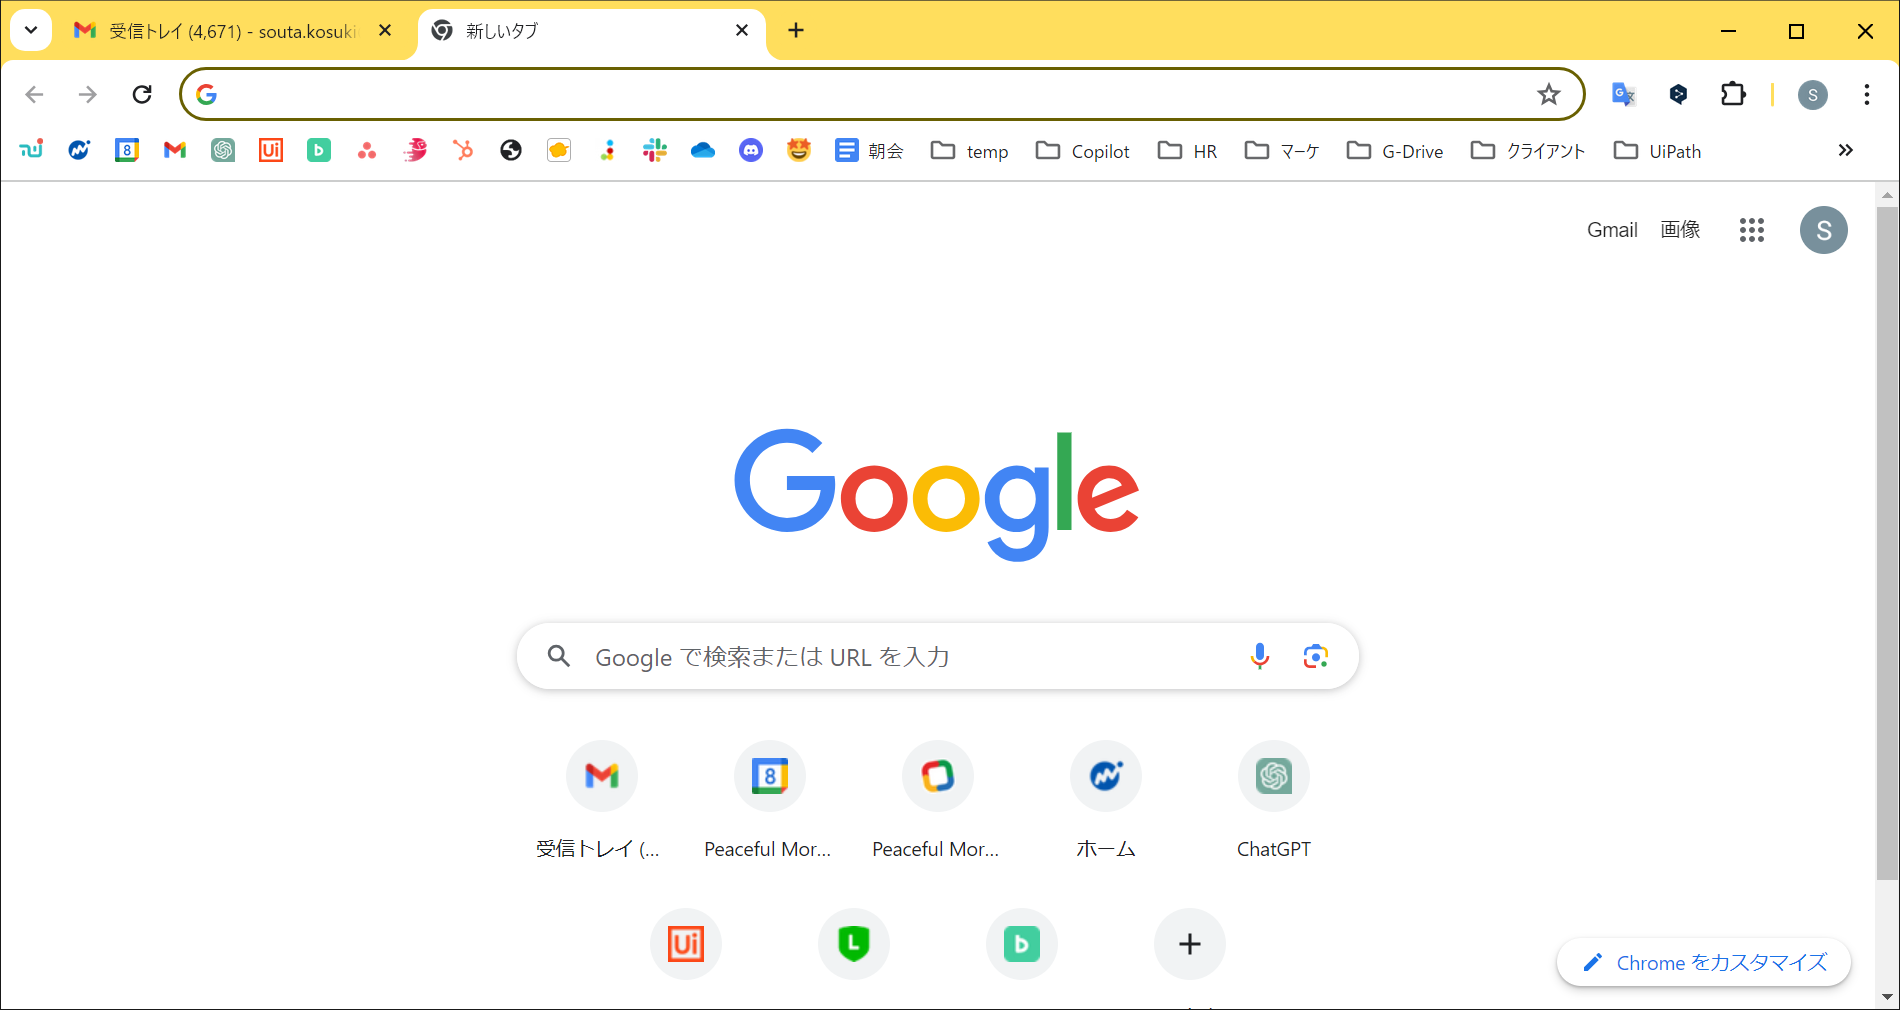 受信トレイ (4,671) - souta.kosuki
新しいタブ
S
朝会
temp
Copilot
HR
マーケ
G-Drive
クライアント
UiPath
Gmail
画像
S
Google
Google で検索または URL を入力
受信トレイ (...
Peaceful Mor...
Peaceful Mor...
ホーム
ChatGPT
Chrome をカスタマイズ